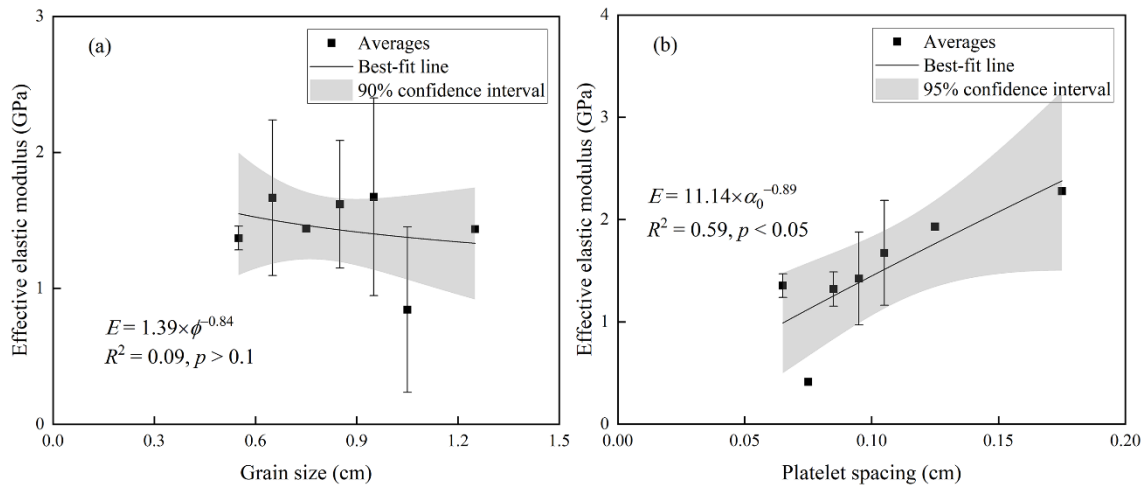 (a)
Averages
Best-fit line
90% confidence interval
E = 1.39×ϕ^−0.84
R² = 0.09, p > 0.1
Effective elastic modulus (GPa)
3
2
1
0
0.0 0.3 0.6 0.9 1.2 1.5
Grain size (cm)
(b)
Averages
Best-fit line
95% confidence interval
E = 11.14×α₀^−0.89
R² = 0.59, p < 0.05
Effective elastic modulus (GPa)
4
3
2
1
0
0.00 0.05 0.10 0.15 0.20
Platelet spacing (cm)